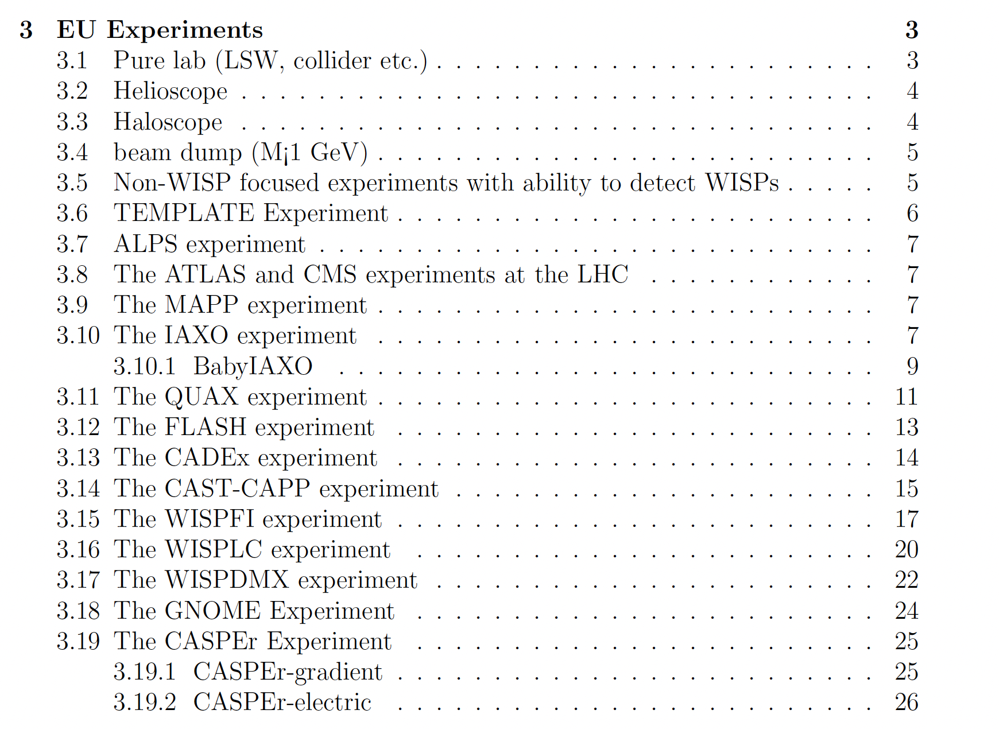 3 EU Experiments 3
3.1 Pure lab (LSW, collider etc.) . . . . . . . . . . . . . . . . . . . . . . . 3
3.2 Helioscope . . . . . . . . . . . . . . . . . . . . . . . . . . . . . . . . . 4
3.3 Haloscope . . . . . . . . . . . . . . . . . . . . . . . . . . . . . . . . . 4
3.4 beam dump (M¡1 GeV) . . . . . . . . . . . . . . . . . . . . . . . . . . 5
3.5 Non-WISP focused experiments with ability to detect WISPs . . . . . 5
3.6 TEMPLATE Experiment . . . . . . . . . . . . . . . . . . . . . . . . . 6
3.7 ALPS experiment . . . . . . . . . . . . . . . . . . . . . . . . . . . . . 7
3.8 The ATLAS and CMS experiments at the LHC . . . . . . . . . . . . 7
3.9 The MAPP experiment . . . . . . . . . . . . . . . . . . . . . . . . . . 7
3.10 The IAXO experiment . . . . . . . . . . . . . . . . . . . . . . . . . . 7
3.10.1 BabyIAXO . . . . . . . . . . . . . . . . . . . . . . . . . . . . 9
3.11 The QUAX experiment . . . . . . . . . . . . . . . . . . . . . . . . . . 11
3.12 The FLASH experiment . . . . . . . . . . . . . . . . . . . . . . . . . 13
3.13 The CADEx experiment . . . . . . . . . . . . . . . . . . . . . . . . . 14
3.14 The CAST-CAPP experiment . . . . . . . . . . . . . . . . . . . . . . 15
3.15 The WISPFI experiment . . . . . . . . . . . . . . . . . . . . . . . . . 17
3.16 The WISPLC experiment . . . . . . . . . . . . . . . . . . . . . . . . 20
3.17 The WISPDMX experiment . . . . . . . . . . . . . . . . . . . . . . . 22
3.18 The GNOME Experiment . . . . . . . . . . . . . . . . . . . . . . . . 24
3.19 The CASPEr Experiment . . . . . . . . . . . . . . . . . . . . . . . . 25
3.19.1 CASPEr-gradient . . . . . . . . . . . . . . . . . . . . . . . . . 25
3.19.2 CASPEr-electric . . . . . . . . . . . . . . . . . . . . . . . . . 26